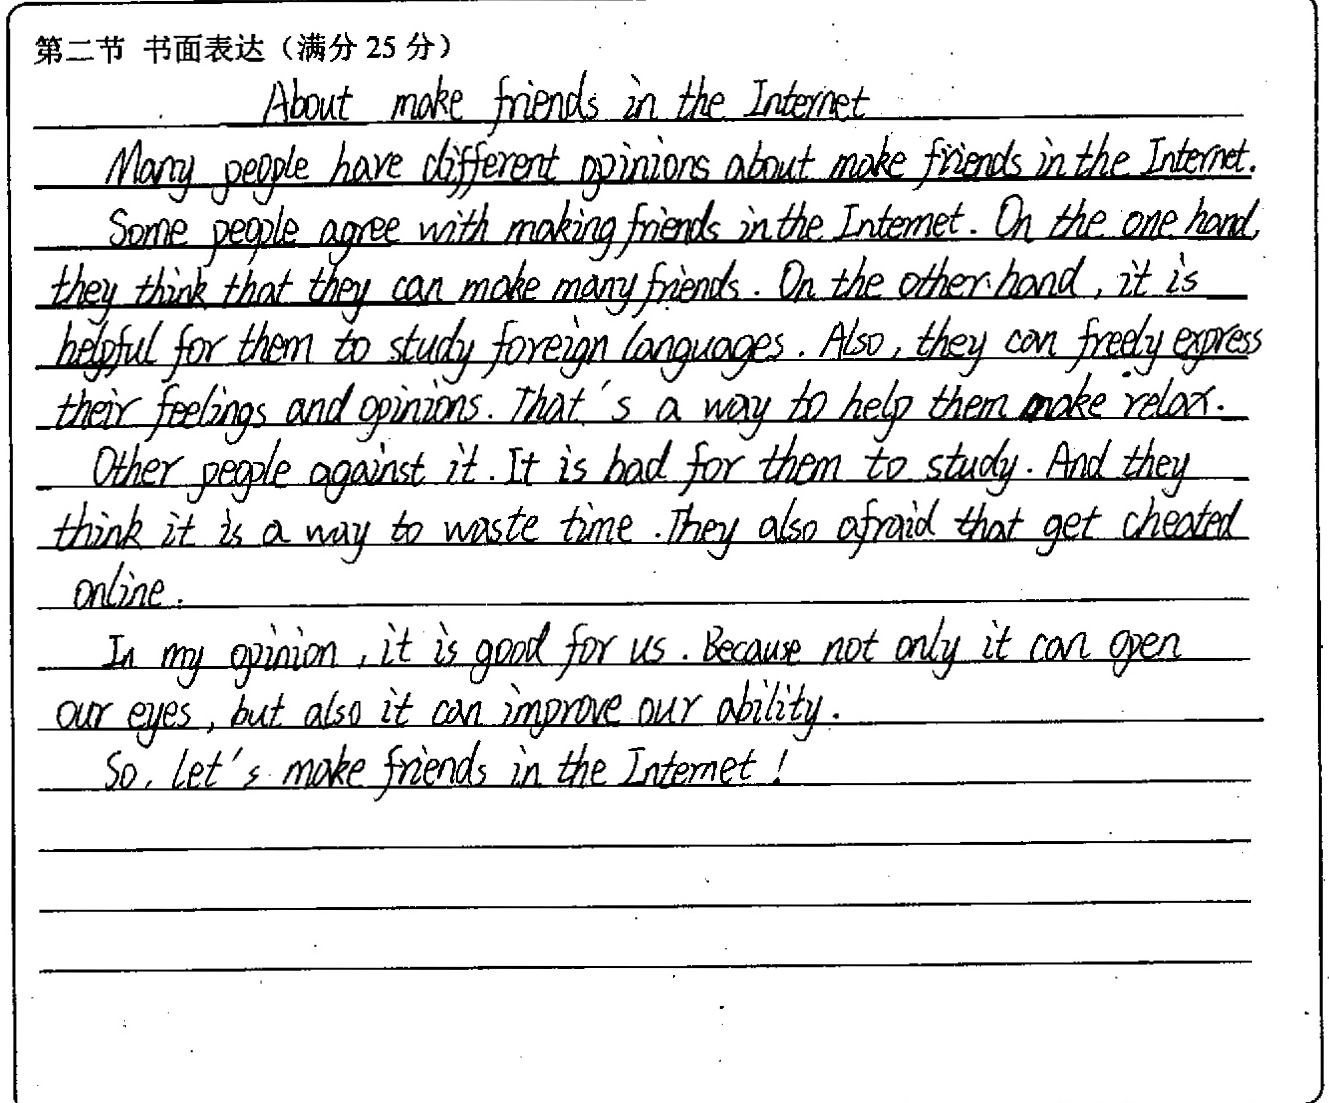 第二节 书面表达（满分 25 分）
About make friends in the Internet
Many people have different opinions about make friends in the Internet.
Some people agree with making friends in the Internet. On the one hand,
they think that they can make many friends. On the other hand, it is
helpful for them to study foreign languages. Also, they can freely express
their feelings and opinions. That's a way to help them make relax.
Other people against it. It is bad for them to study. And they
think it is a way to waste time. They also afraid that get cheated
online.
In my opinion, it is good for us. Because not only it can open
our eyes, but also it can improve our ability.
So, let's make friends in the Internet!